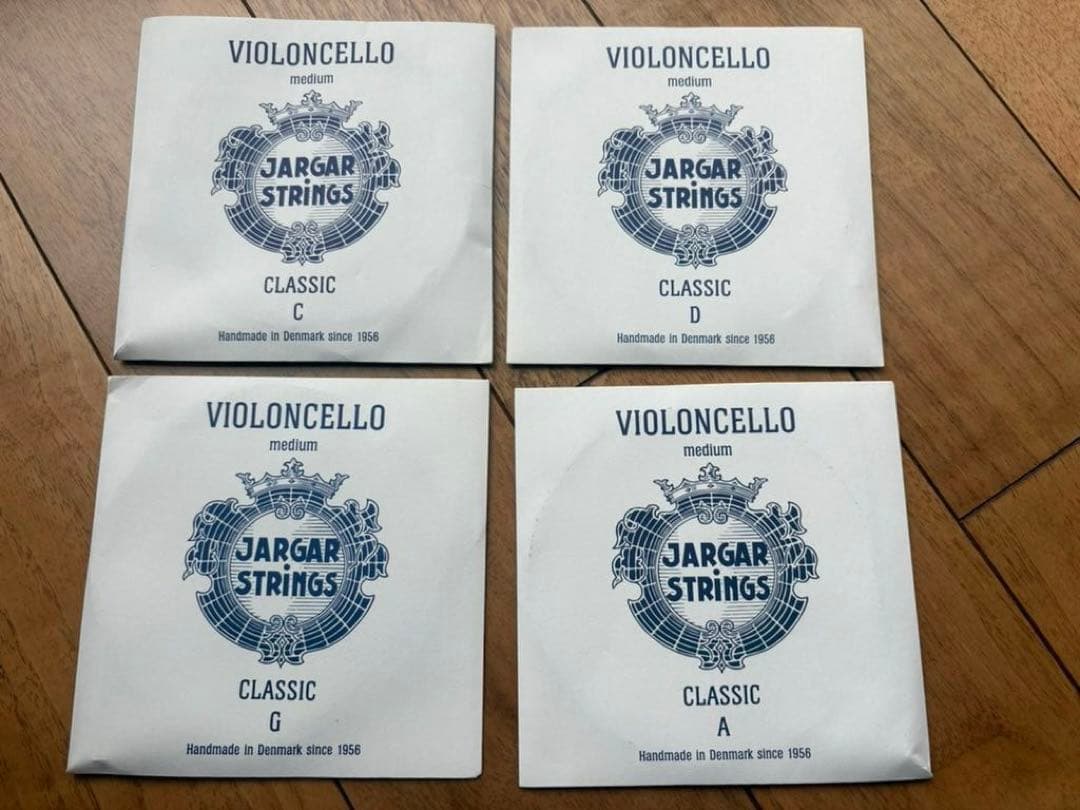 VIOLONCELLO
medium
JARGAR
STRiNGS
CLASSIC
C
Handmade in Denmark since 1956
VIOLONCELLO
medium
JARGAR
STRiNGS
CLASSIC
D
Handmade in Denmark since 1956
VIOLONCELLO
medium
JARGAR
STRiNGS
CLASSIC
G
Handmade in Denmark since 1956
VIOLONCELLO
medium
JARGAR
STRiNGS
CLASSIC
A
Handmade in Denmark since 1956